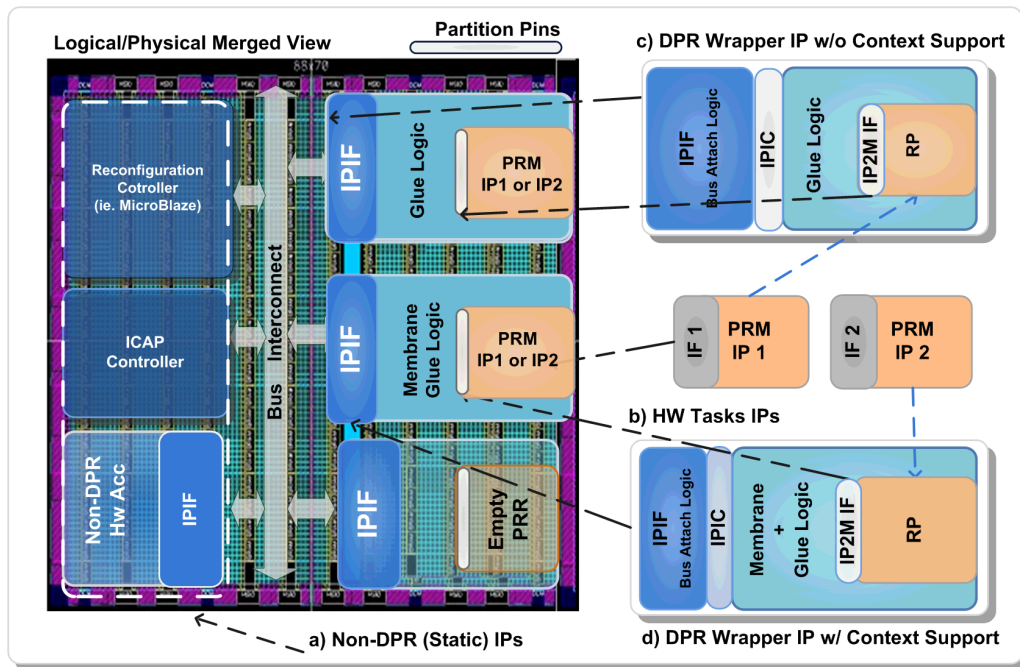 Logical/Physical Merged View
Partition Pins
88x70
Reconfiguration
Cotroller
(ie. MicroBlaze)
ICAP
Controller
Non-DPR
Hw Acc
IPIF
Bus Interconnect
IPIF
Glue Logic
PRM
IP1 or IP2
IPIF
Membrane
Glue Logic
PRM
IP1 or IP2
IPIF
Empty
PRR
a) Non-DPR (Static) IPs
c) DPR Wrapper IP w/o Context Support
IPIF
Bus Attach Logic
IPIC
Glue Logic
IP2M IF
RP
IF 1
PRM
IP 1
IF 2
PRM
IP 2
b) HW Tasks IPs
IPIF
Bus Attach Logic
IPIC
Membrane
+
Glue Logic
IP2M IF
RP
d) DPR Wrapper IP w/ Context Support